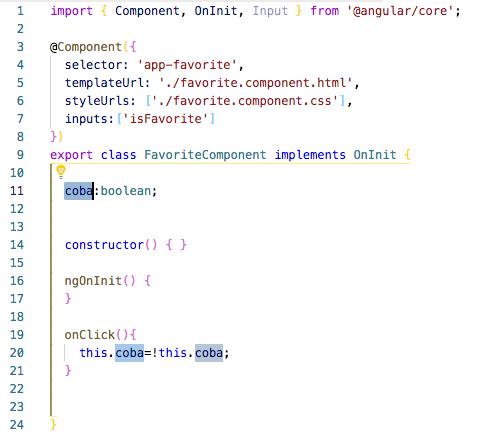 1 import { Component, OnInit, Input } from '@angular/core';
2
3 @Component({
4   selector: 'app-favorite',
5   templateUrl: './favorite.component.html',
6   styleUrls: ['./favorite.component.css'],
7   inputs:['isFavorite']
8 })
9 export class FavoriteComponent implements OnInit {
10
11   coba:boolean;
12
13
14   constructor() { }
15
16   ngOnInit() {
17   }
18
19   onClick(){
20     this.coba=!this.coba;
21   }
22
23
24 }